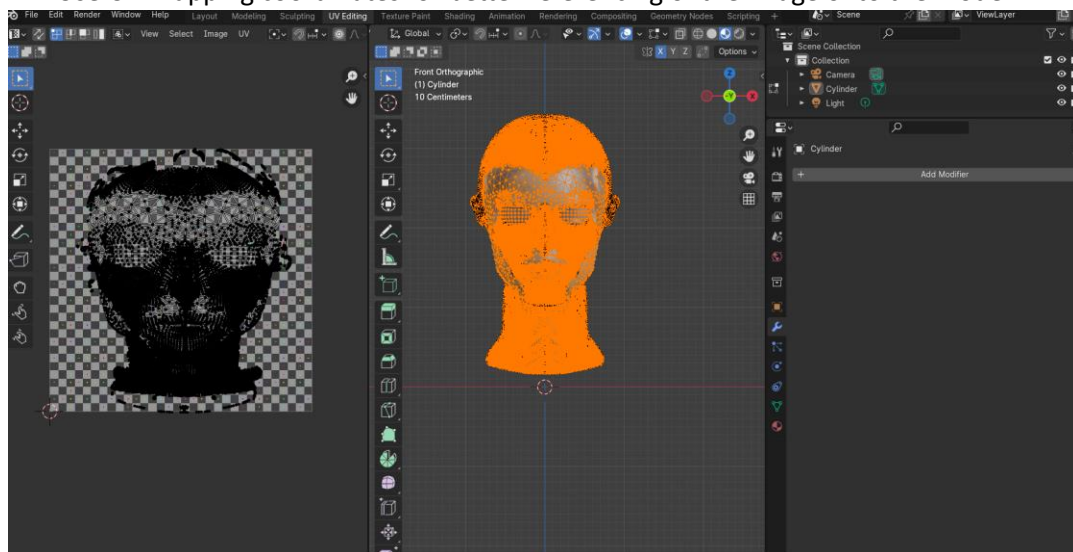 File Edit Render Window Help Layout Modeling Sculpting UV Editing Texture Paint Shading Animation Rendering Compositing Geometry Nodes Scripting + Scene ViewLayer
View Select Image UV
Global
X Y Z Options
Front Orthographic
(1) Cylinder
10 Centimeters
Z
Y
X
Scene Collection
Collection
Camera
Cylinder
Light
Cylinder
+ Add Modifier